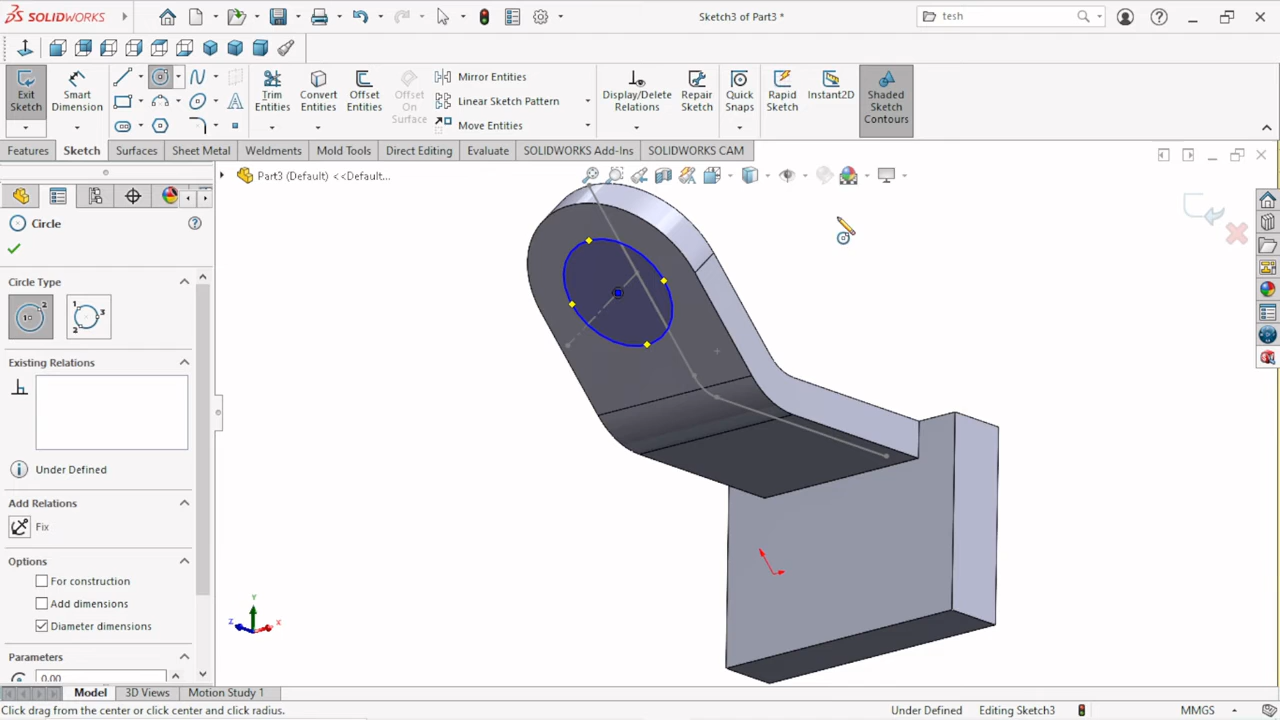 SOLIDWORKS
Sketch3 of Part3 *
tesh
Exit Sketch
Smart Dimension
Trim Entities
Convert Entities
Offset Entities
Offset On Surface
Mirror Entities
Linear Sketch Pattern
Move Entities
Display/Delete Relations
Repair Sketch
Quick Snaps
Rapid Sketch
Instant2D
Shaded Sketch Contours
Features
Sketch
Surfaces
Sheet Metal
Weldments
Mold Tools
Direct Editing
Evaluate
SOLIDWORKS Add-Ins
SOLIDWORKS CAM
Part3 (Default) <<Default...
Circle
Circle Type
Existing Relations
Under Defined
Add Relations
Fix
Options
For construction
Add dimensions
Diameter dimensions
Parameters
0.00
Y
Z
X
Model
3D Views
Motion Study 1
Click drag from the center or click center and click radius.
Under Defined
Editing Sketch3
MMGS